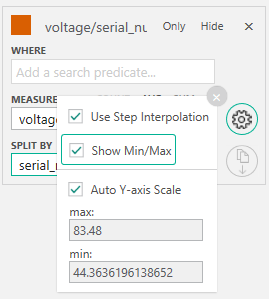 voltage/serial_nu Only Hide ×
WHERE
Add a search predicate.
MEASURE
voltage
Use Step Interpolation
Show Min/Max
SPLIT BY
serial_n
Auto Y-axis Scale
max:
83.48
min:
44.3636196138652